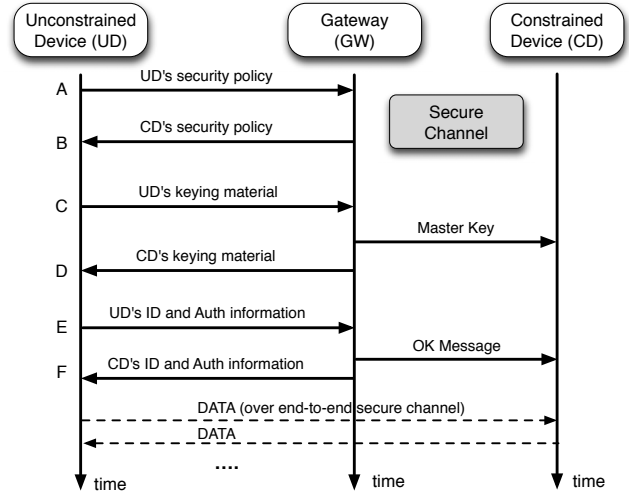 Unconstrained
Device (UD)
Gateway
(GW)
Constrained
Device (CD)
A
UD's security policy
Secure
Channel
B
CD's security policy
C
UD's keying material
Master Key
D
CD's keying material
E
UD's ID and Auth information
OK Message
F
CD's ID and Auth information
DATA (over end-to-end secure channel)
DATA
....
time
time
time